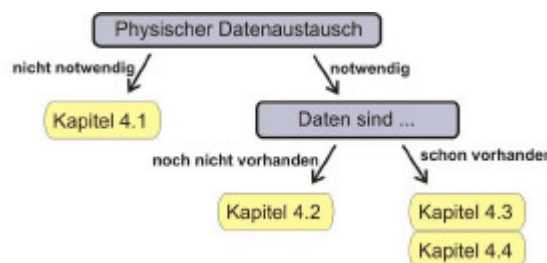 Physischer Datenaustausch
nicht notwendig
notwendig
Kapitel 4.1
Daten sind ...
noch nicht vorhanden
schon vorhanden
Kapitel 4.2
Kapitel 4.3
Kapitel 4.4